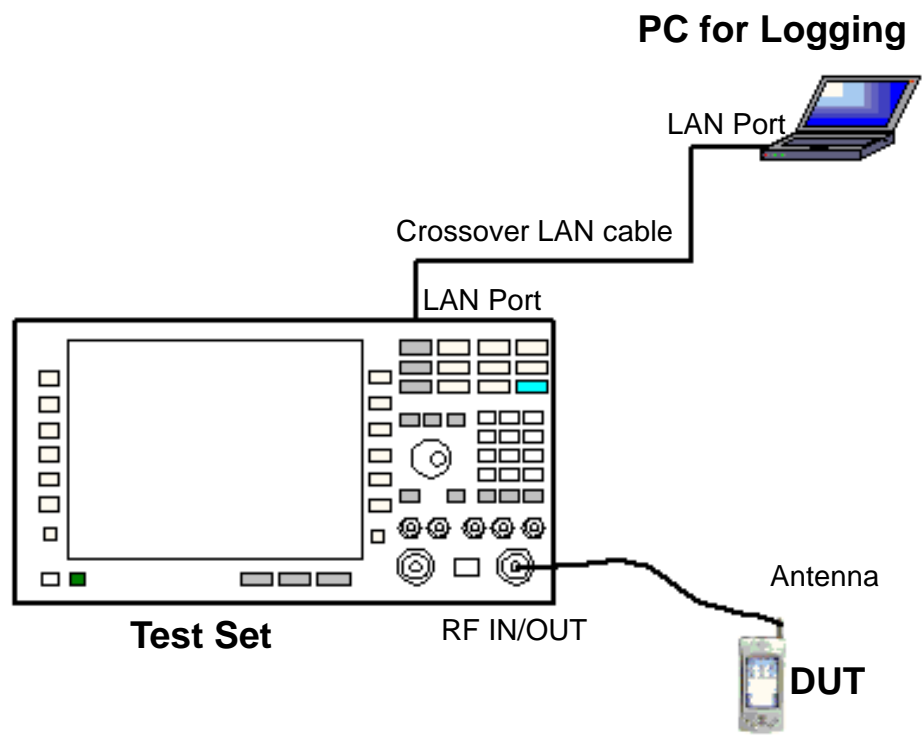 PC for Logging
LAN Port
Crossover LAN cable
LAN Port
Antenna
Test Set
RF IN/OUT
DUT